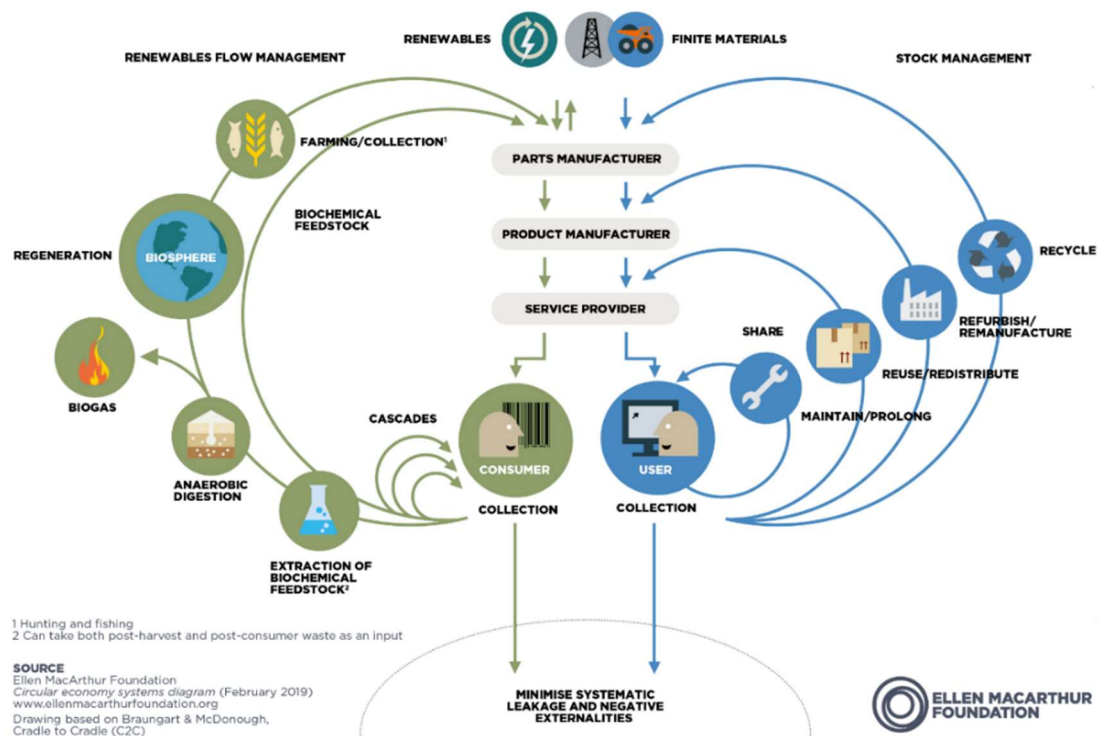 RENEWABLES
FINITE MATERIALS
RENEWABLES FLOW MANAGEMENT
STOCK MANAGEMENT
FARMING/COLLECTION¹
PARTS MANUFACTURER
BIOCHEMICAL
FEEDSTOCK
PRODUCT MANUFACTURER
REGENERATION
BIOSPHERE
RECYCLE
SERVICE PROVIDER
SHARE
REFURBISH/
REMANUFACTURE
REUSE/REDISTRIBUTE
BIOGAS
CASCADES
MAINTAIN/PROLONG
CONSUMER
USER
ANAEROBIC
DIGESTION
COLLECTION
COLLECTION
EXTRACTION OF
BIOCHEMICAL
FEEDSTOCK²
1 Hunting and fishing
2 Can take both post-harvest and post-consumer waste as an input
SOURCE
Ellen MacArthur Foundation
Circular economy systems diagram (February 2019)
www.ellenmacarthurfoundation.org
Drawing based on Braungart & McDonough,
Cradle to Cradle (C2C)
MINIMISE SYSTEMATIC
LEAKAGE AND NEGATIVE
EXTERNALITIES
ELLEN MACARTHUR
FOUNDATION